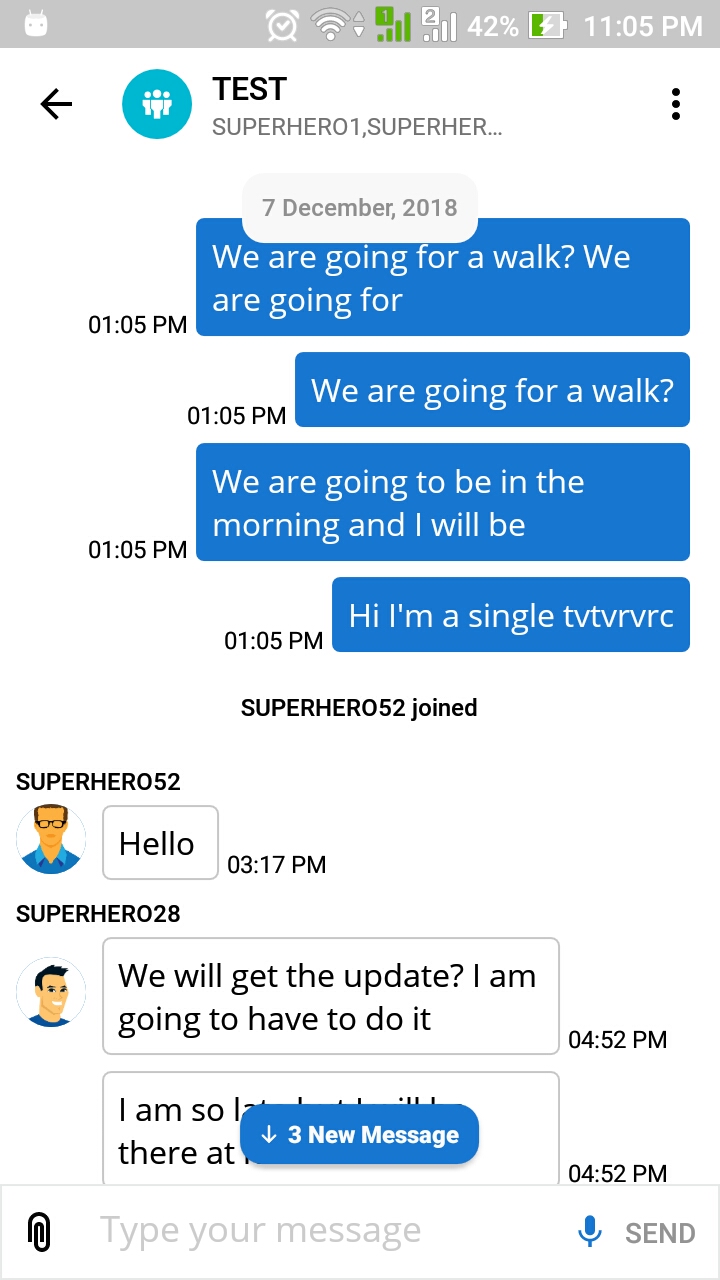 1 2 42% 11:05 PM
TEST
SUPERHERO1,SUPERHER...
7 December, 2018
We are going for a walk? We
are going for
01:05 PM
We are going for a walk?
01:05 PM
We are going to be in the
morning and I will be
01:05 PM
Hi I'm a single tvtvrvrc
01:05 PM
SUPERHERO52 joined
SUPERHERO52
Hello
03:17 PM
SUPERHERO28
We will get the update? I am
going to have to do it
04:52 PM
I am so late but I will be
there at
↓ 3 New Message
04:52 PM
Type your message
SEND